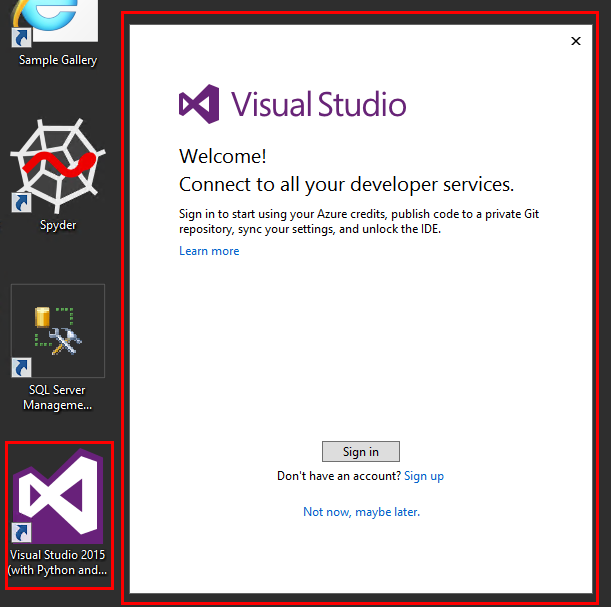 Sample Gallery
Spyder
SQL Server
Manageme...
Visual Studio 2015
(with Python and...
Visual Studio
Welcome!
Connect to all your developer services.
Sign in to start using your Azure credits, publish code to a private Git
repository, sync your settings, and unlock the IDE.
Learn more
Sign in
Don't have an account? Sign up
Not now, maybe later.